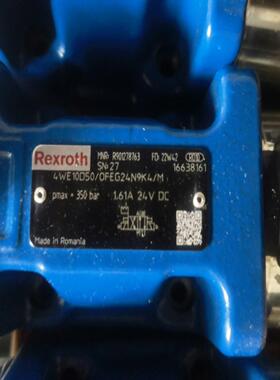 Rexroth MNR: R901278763 FD: 22W42
SN: 27 16638161
4WE10D50/OFEG24N9K4/M
pmax = 350 bar 1.61A 24V DC
Made in Romania